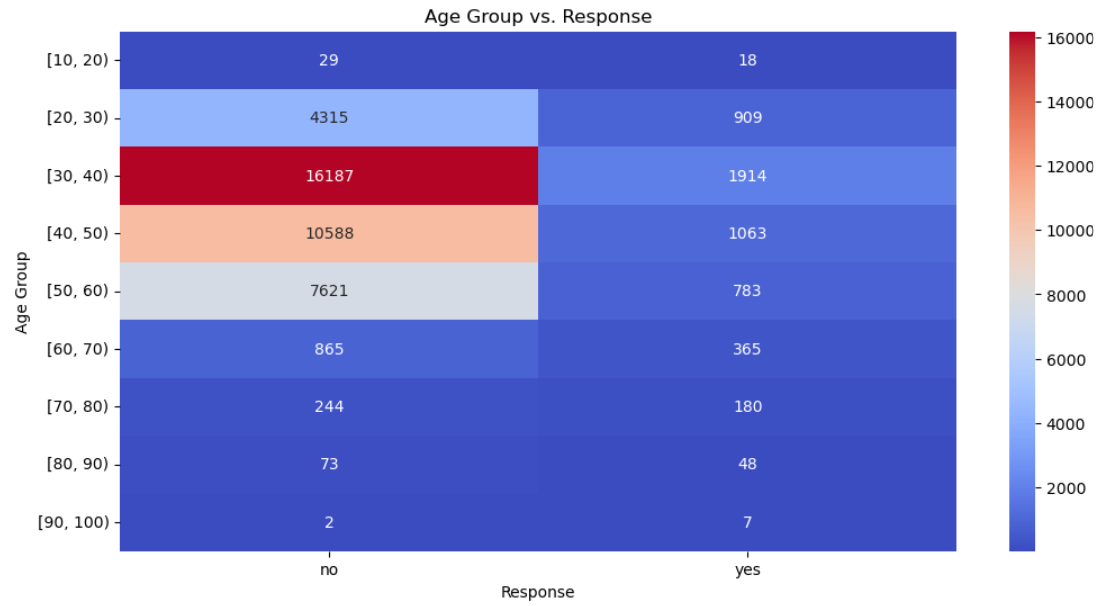 Age Group vs. Response
[10, 20) 29 18
[20, 30) 4315 909
[30, 40) 16187 1914
[40, 50) 10588 1063
[50, 60) 7621 783
[60, 70) 865 365
[70, 80) 244 180
[80, 90) 73 48
[90, 100) 2 7
no yes
Response
Age Group
16000
14000
12000
10000
8000
6000
4000
2000